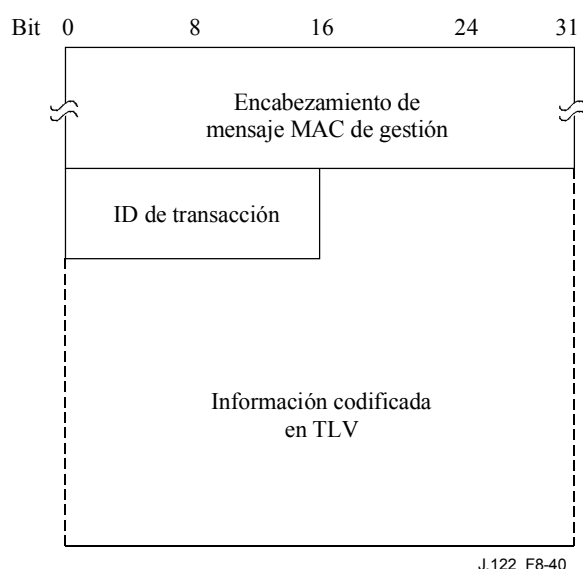 Bit 0 8 16 24 31
Encabezamiento de
mensaje MAC de gestión
ID de transacción
Información codificada
en TLV
J.122_F8-40